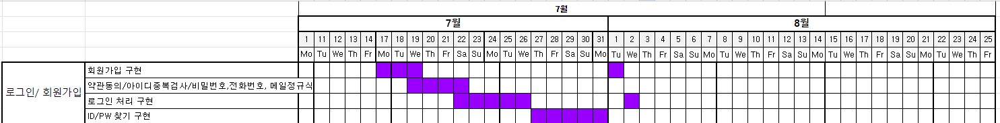 7월
7월 8월
1 11 12 13 14 17 18 19 20 21 22 23 24 25 26 27 28 29 30 31 1 2 3 4 5 6 7 8 9 10 11 12 13 14 15 16 17 18 19 20 21 22 23 24 25
Mo Tu We Th Fr Mo Tu We Th Fr Sa Su Mo Tu We Th Fr Sa Su Mo Tu We Th Fr Sa Su Mo Tu We Th Fr Sa Su Mo Tu We Th Fr Sa Su Mo Tu We Th Fr
로그인/ 회원가입
회원가입 구현
약관동의/아이디중복검사/비밀번호,전화번호, 메일정규식
로그인 처리 구현
ID/PW 찾기 구현